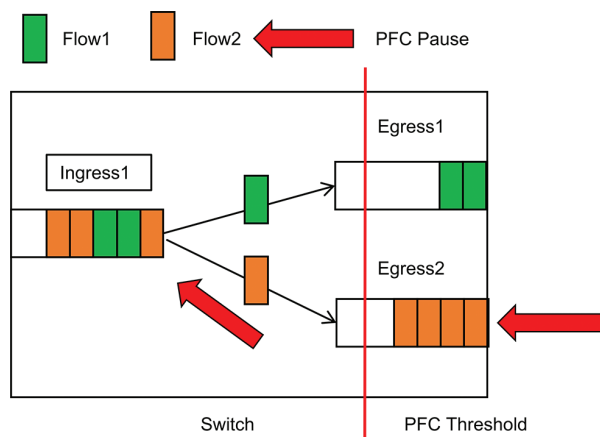 Flow1 Flow2 PFC Pause
Egress1
Ingress1
Egress2
Switch PFC Threshold